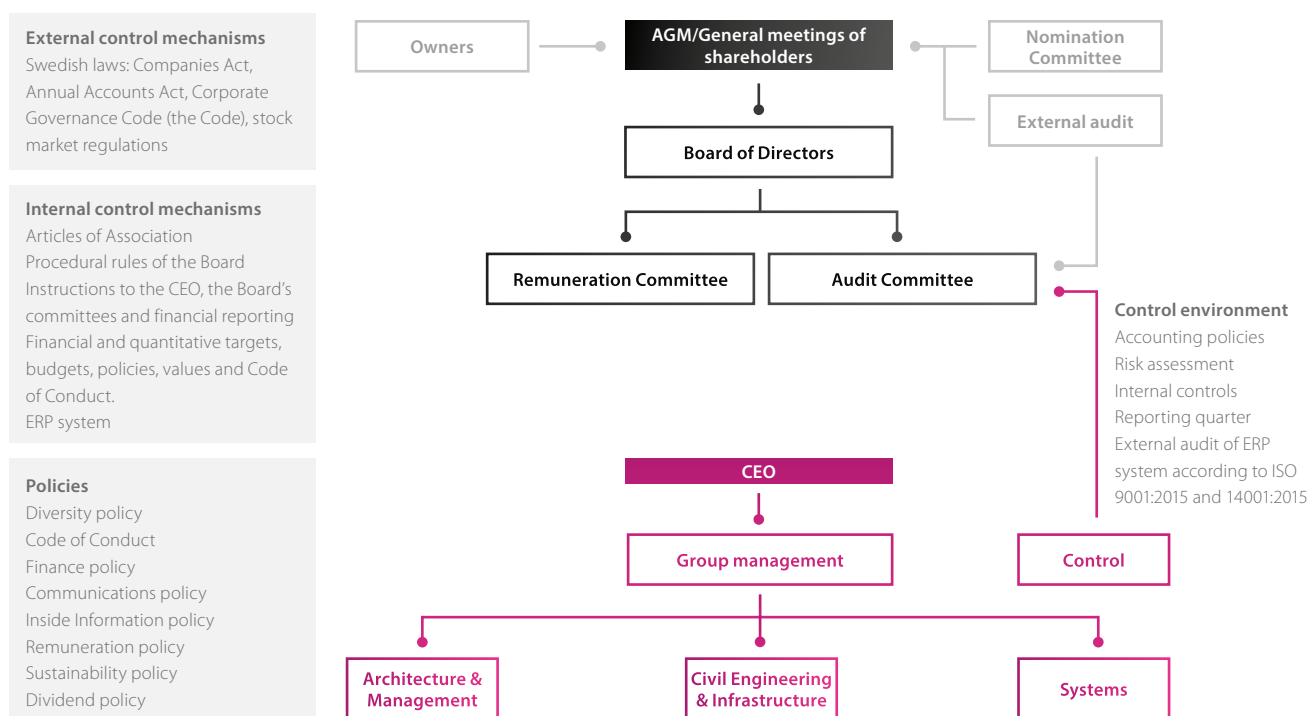 External control mechanisms
Swedish laws: Companies Act,
Annual Accounts Act, Corporate
Governance Code (the Code), stock
market regulations
Internal control mechanisms
Articles of Association
Procedural rules of the Board
Instructions to the CEO, the Board's
committees and financial reporting
Financial and quantitative targets,
budgets, policies, values and Code
of Conduct.
ERP system
Policies
Diversity policy
Code of Conduct
Finance policy
Communications policy
Inside Information policy
Remuneration policy
Sustainability policy
Dividend policy
Owners
AGM/General meetings of
shareholders
Nomination
Committee
External audit
Board of Directors
Remuneration Committee
Audit Committee
Control environment
Accounting policies
Risk assessment
Internal controls
Reporting quarter
External audit of ERP
system according to ISO
9001:2015 and 14001:2015
CEO
Group management
Control
Architecture &
Management
Civil Engineering
& Infrastructure
Systems